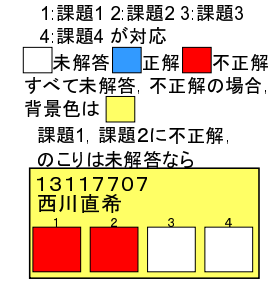 1:課題1 2:課題2 3:課題3
4:課題4 が対応
未解答 正解 不正解
すべて未解答，不正解の場合，
背景色は
課題1，課題2に不正解，
のこりは未解答なら
13117707
西川直希
1 2 3 4